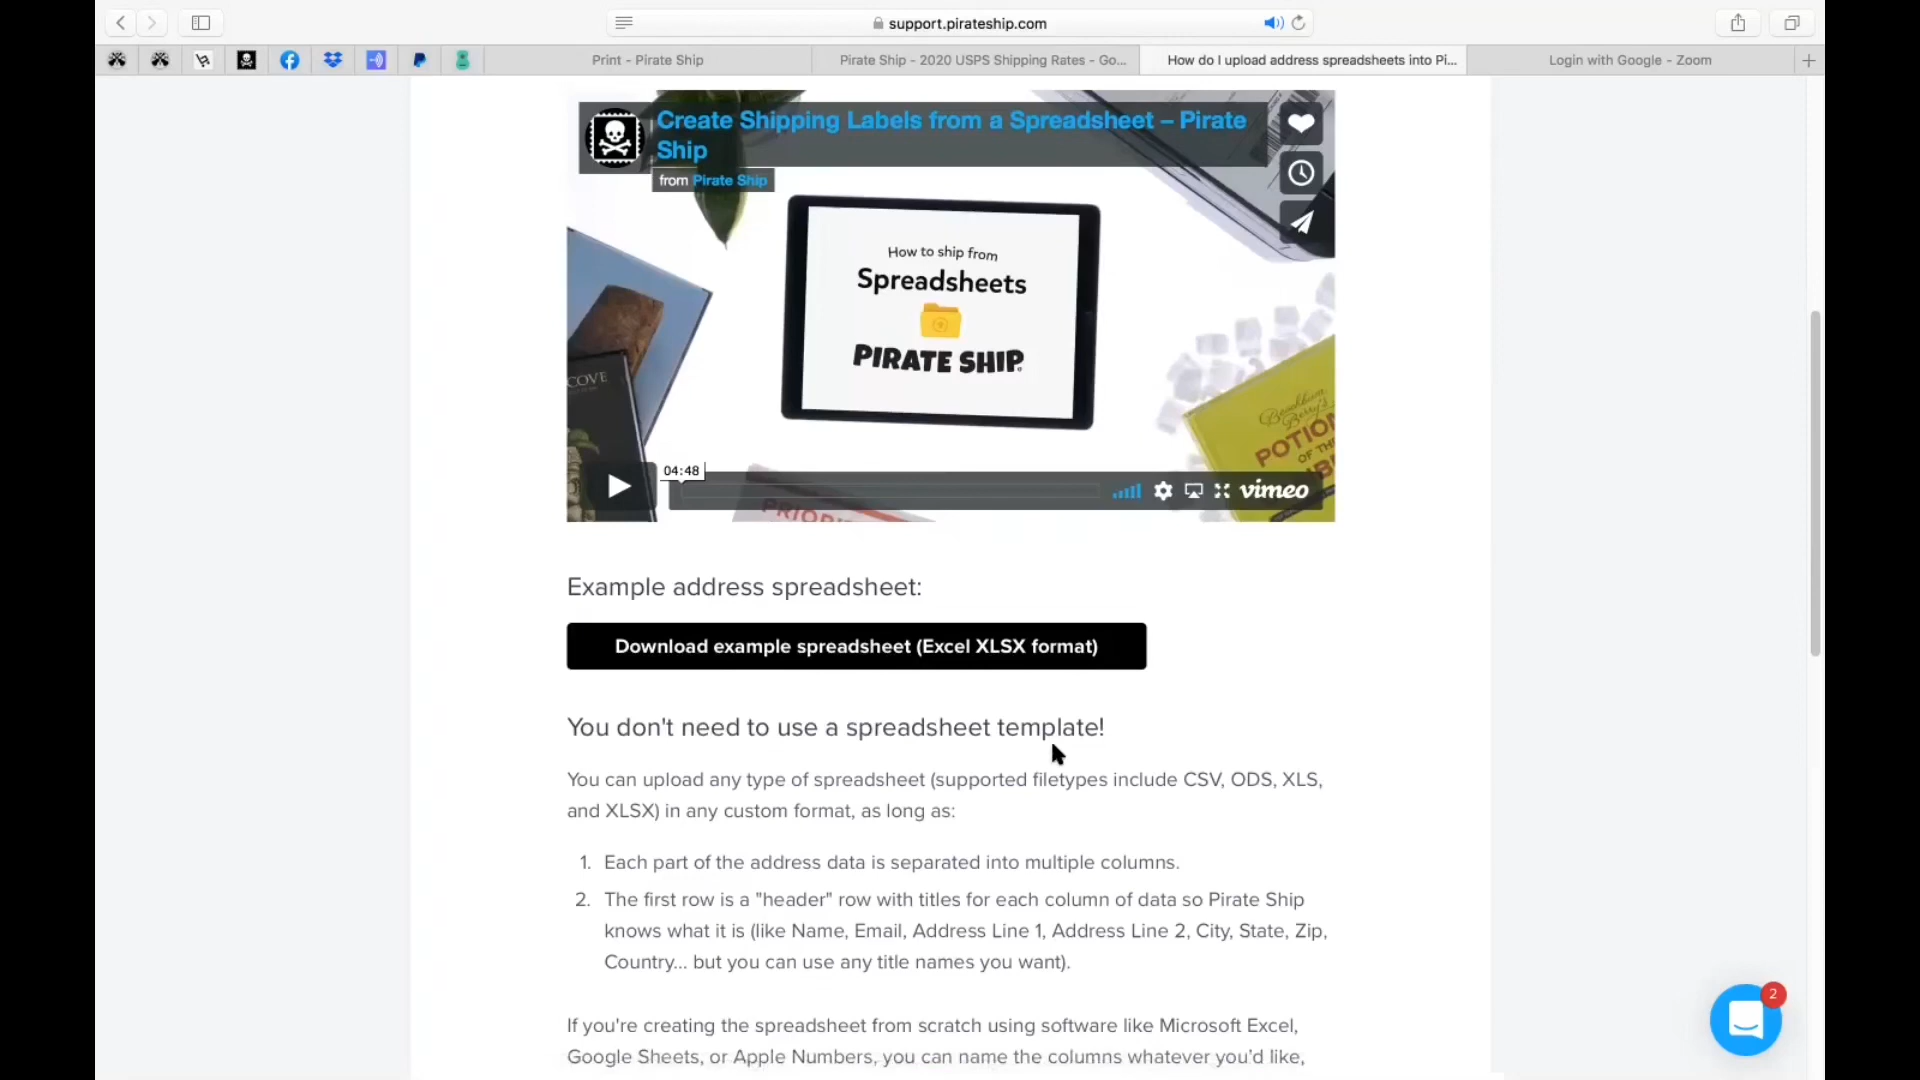 support.pirateship.com
Print - Pirate Ship
Pirate Ship - 2020 USPS Shipping Rates - Go...
How do I upload address spreadsheets into Pi...
Login with Google - Zoom
Create Shipping Labels from a Spreadsheet – Pirate
Ship
from Pirate Ship
How to ship from
Spreadsheets
PIRATE SHIP
COVE
Blackburn
Berry's
POTION
OF THE
04:48
vimeo
PRIORI
Example address spreadsheet:
Download example spreadsheet (Excel XLSX format)
You don't need to use a spreadsheet template!
You can upload any type of spreadsheet (supported filetypes include CSV, ODS, XLS,
and XLSX) in any custom format, as long as:
1. Each part of the address data is separated into multiple columns.
2. The first row is a "header" row with titles for each column of data so Pirate Ship
knows what it is (like Name, Email, Address Line 1, Address Line 2, City, State, Zip,
Country... but you can use any title names you want).
2
If you're creating the spreadsheet from scratch using software like Microsoft Excel,
Google Sheets, or Apple Numbers, you can name the columns whatever you'd like,